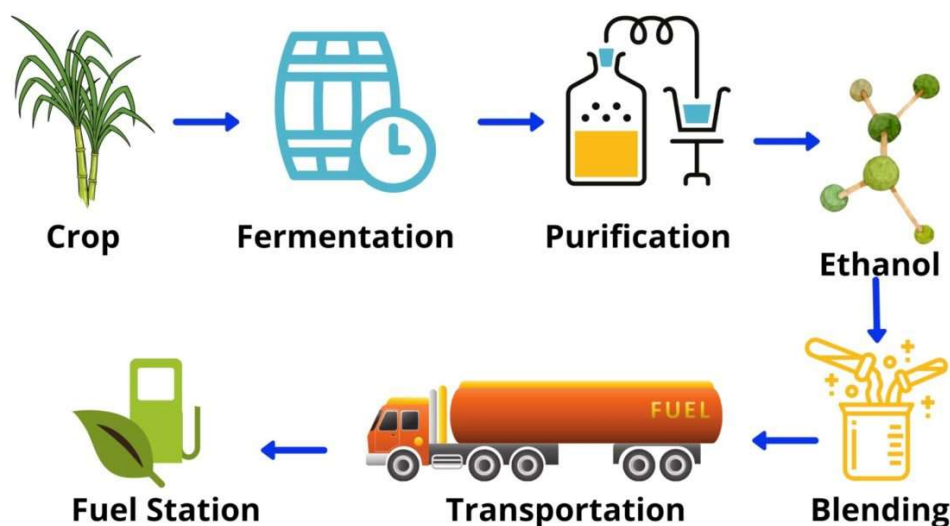 Crop
Fermentation
Purification
Ethanol
FUEL
Fuel Station
Transportation
Blending